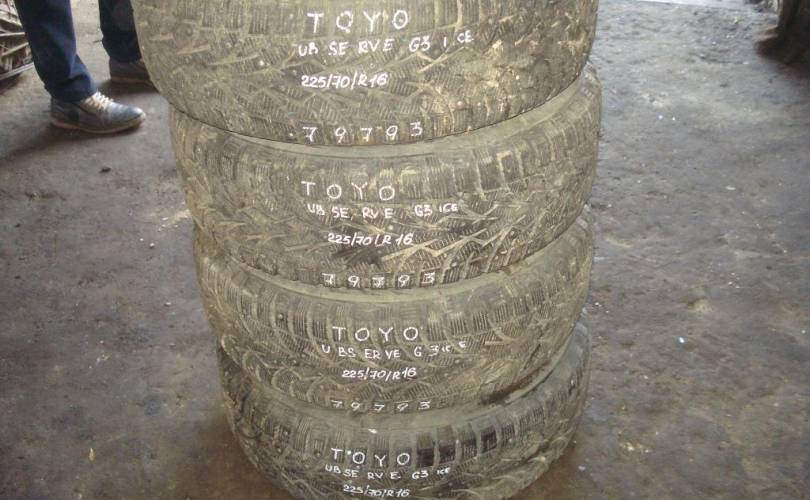 TOYO
UB SE RVE G3 ICE
225/70/R16
79793
TOYO
UB SE RVE G3 ICE
225/70/R16
79793
TOYO
UBS ERVE G3 ICE
225/70/R16
79793
TOYO
UB SE RVE G3 ICE
225/70/R16